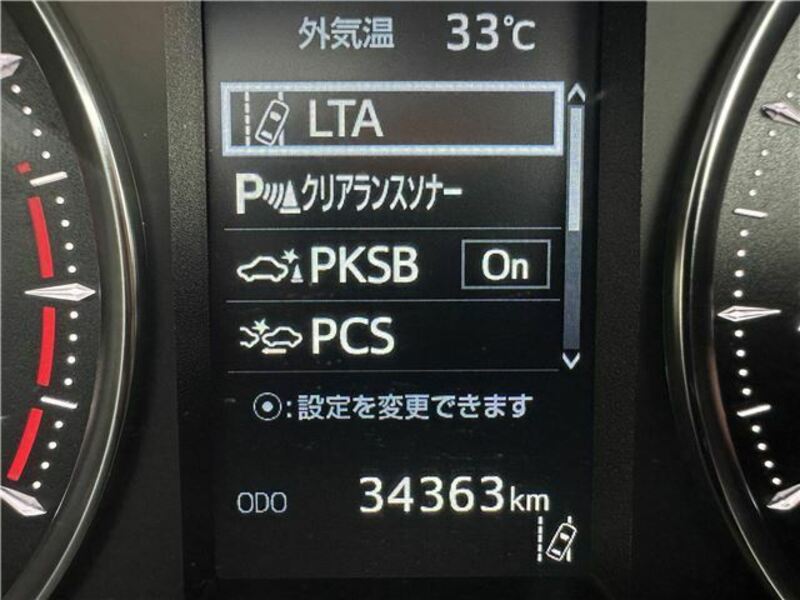 外気温 33℃
LTA
Pクリアランスソナー
PKSB On
PCS
:設定を変更できます
ODO 34363km